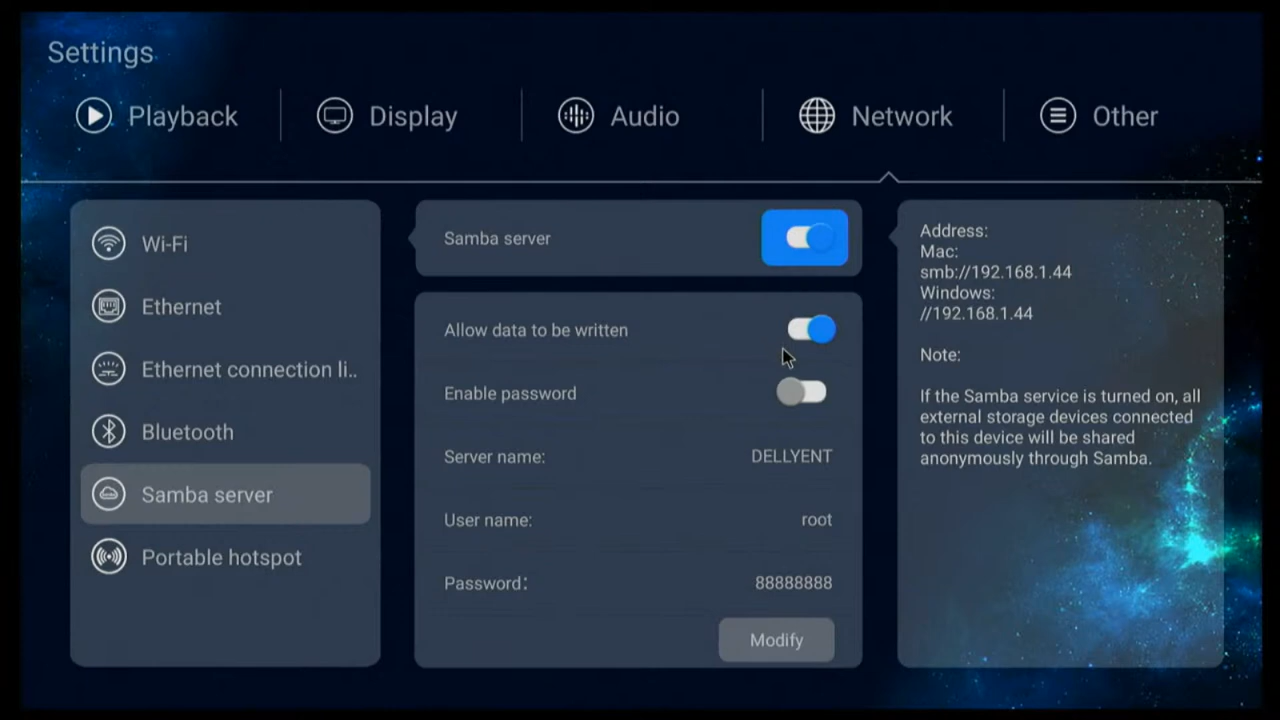 Settings
Playback
Display
Audio
Network
Other
Wi-Fi
Ethernet
Ethernet connection li..
Bluetooth
Samba server
Portable hotspot
Samba server
Allow data to be written
Enable password
Server name: DELLYENT
User name: root
Password: 88888888
Modify
Address:
Mac:
smb://192.168.1.44
Windows:
//192.168.1.44
Note:
If the Samba service is turned on, all
external storage devices connected
to this device will be shared
anonymously through Samba.